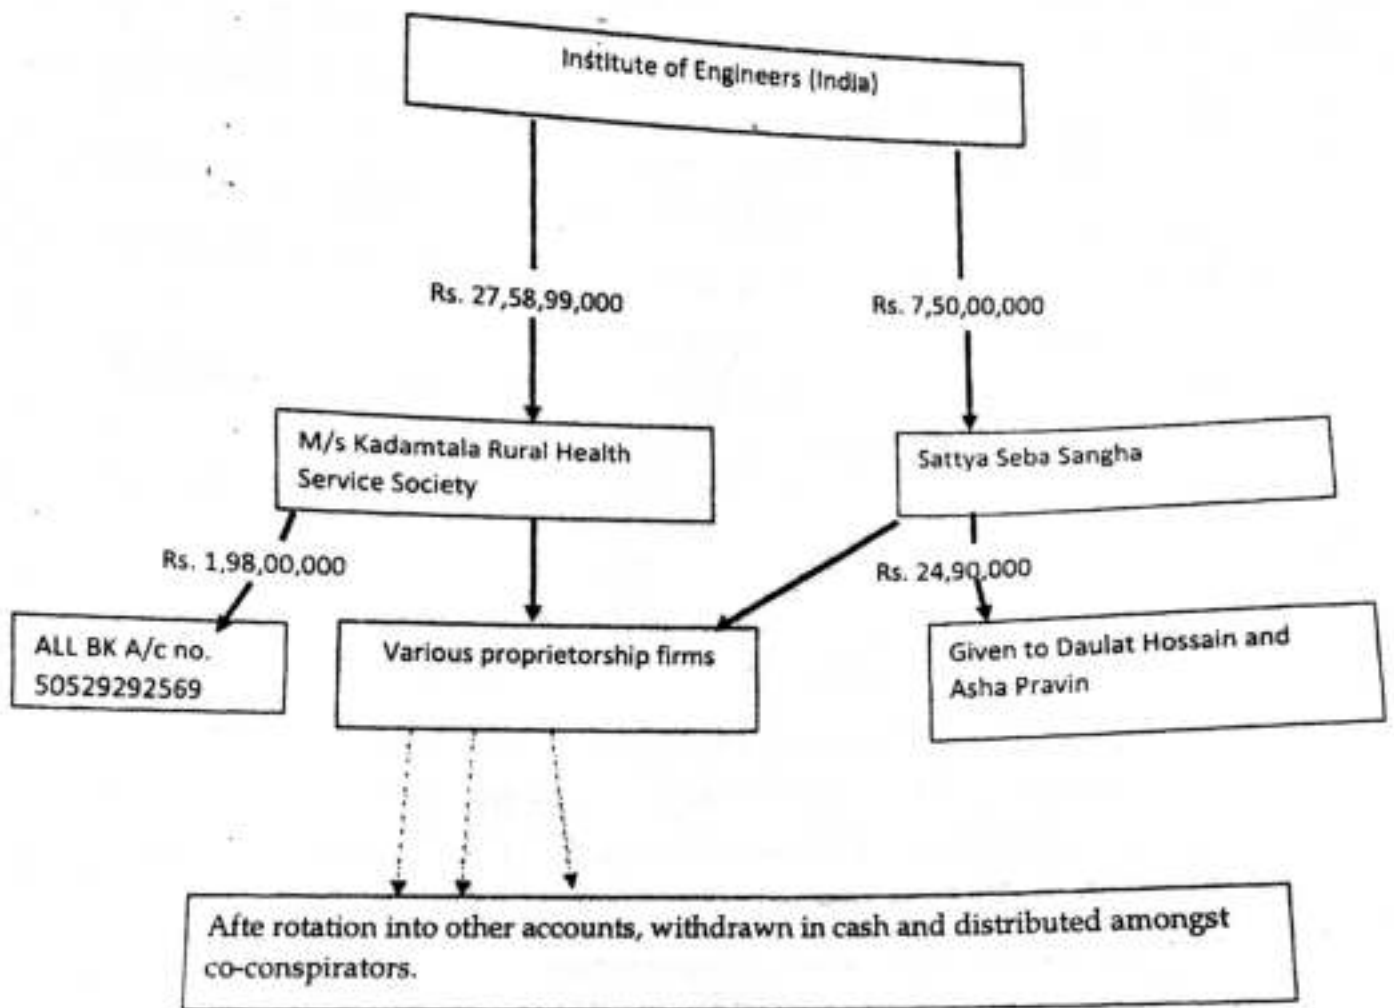 Institute of Engineers (India)
Rs. 27,58,99,000
Rs. 7,50,00,000
M/s Kadamtala Rural Health
Service Society
Sattya Seba Sangha
Rs. 1,98,00,000
Rs. 24,90,000
ALL BK A/c no.
50529292569
Various proprietorship firms
Given to Daulat Hossain and
Asha Pravin
Afte rotation into other accounts, withdrawn in cash and distributed amongst
co-conspirators.